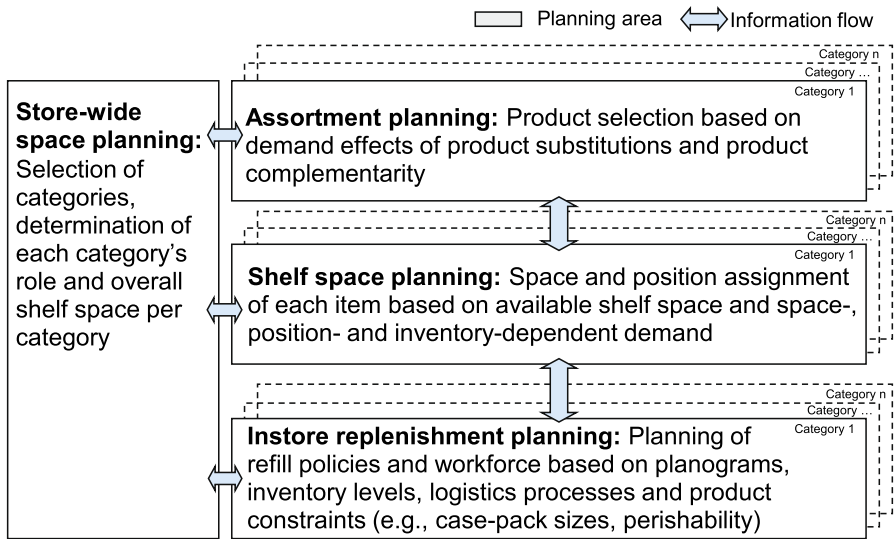 Planning area
Information flow
Store-wide
space planning:
Selection of
categories,
determination of
each category's
role and overall
shelf space per
category
Category n
Category ...
Category 1
Assortment planning: Product selection based on
demand effects of product substitutions and product
complementarity
Category n
Category ...
Category 1
Shelf space planning: Space and position assignment
of each item based on available shelf space and space-,
position- and inventory-dependent demand
Category n
Category ...
Category 1
Instore replenishment planning: Planning of
refill policies and workforce based on planograms,
inventory levels, logistics processes and product
constraints (e.g., case-pack sizes, perishability)